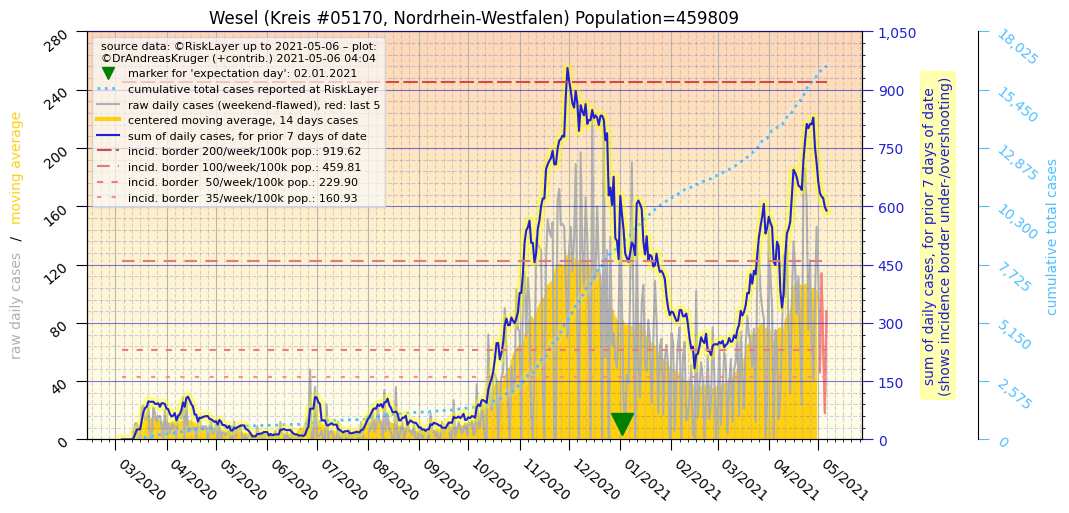 Wesel (Kreis #05170, Nordrhein-Westfalen) Population=459809
source data: ©RiskLayer up to 2021-05-06 – plot:
©DrAndreasKruger (+contrib.) 2021-05-06 04:04
marker for 'expectation day': 02.01.2021
cumulative total cases reported at RiskLayer
raw daily cases (weekend-flawed), red: last 5
centered moving average, 14 days cases
sum of daily cases, for prior 7 days of date
incid. border 200/week/100k pop.: 919.62
incid. border 100/week/100k pop.: 459.81
incid. border  50/week/100k pop.: 229.90
incid. border  35/week/100k pop.: 160.93
raw daily cases  /  moving average
280
240
200
160
120
80
40
0
03/2020
04/2020
05/2020
06/2020
07/2020
08/2020
09/2020
10/2020
11/2020
12/2020
01/2021
02/2021
03/2021
04/2021
05/2021
1,050
900
750
600
450
300
150
0
sum of daily cases, for prior 7 days of date
(shows incidence border under-/overshooting)
18,025
15,450
12,875
10,300
7,725
5,150
2,575
0
cumulative total cases